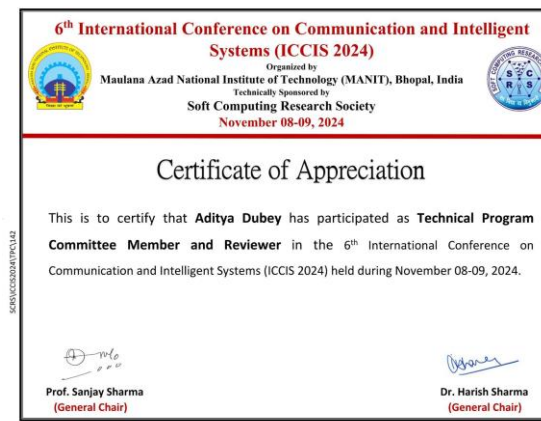 6th International Conference on Communication and Intelligent
Systems (ICCIS 2024)
Organized by
Maulana Azad National Institute of Technology (MANIT), Bhopal, India
Technically Sponsored by
Soft Computing Research Society
November 08-09, 2024
SOFT COMPUTING RESEARCH
S C
R S
Certificate of Appreciation
This is to certify that Aditya Dubey has participated as Technical Program
Committee Member and Reviewer in the 6th International Conference on
Communication and Intelligent Systems (ICCIS 2024) held during November 08-09, 2024.
SCRS\ICCIS2024\TPC\142
Prof. Sanjay Sharma
(General Chair)
Dr. Harish Sharma
(General Chair)